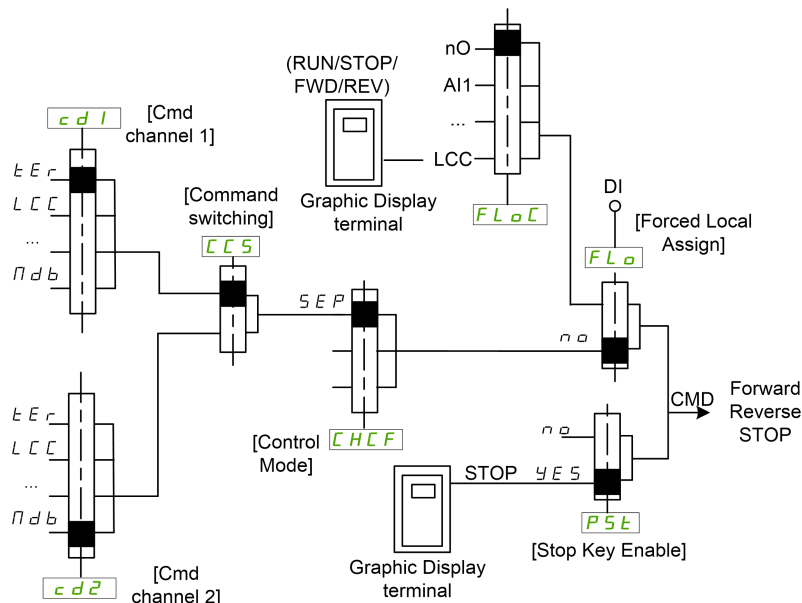 (RUN/STOP/
FWD/REV)
nO
AI1
...
LCC
Graphic Display
terminal
FLoC
cd1
[Cmd
channel 1]
tEr
LCC
...
Mdb
[Command
switching]
CCS
DI
[Forced Local
Assign]
FLo
SEP
no
[Control
Mode]
CHCF
tEr
LCC
...
Mdb
cd2
[Cmd
channel 2]
CMD
Forward
Reverse
STOP
no
STOP
YES
PSt
[Stop Key Enable]
Graphic Display
terminal